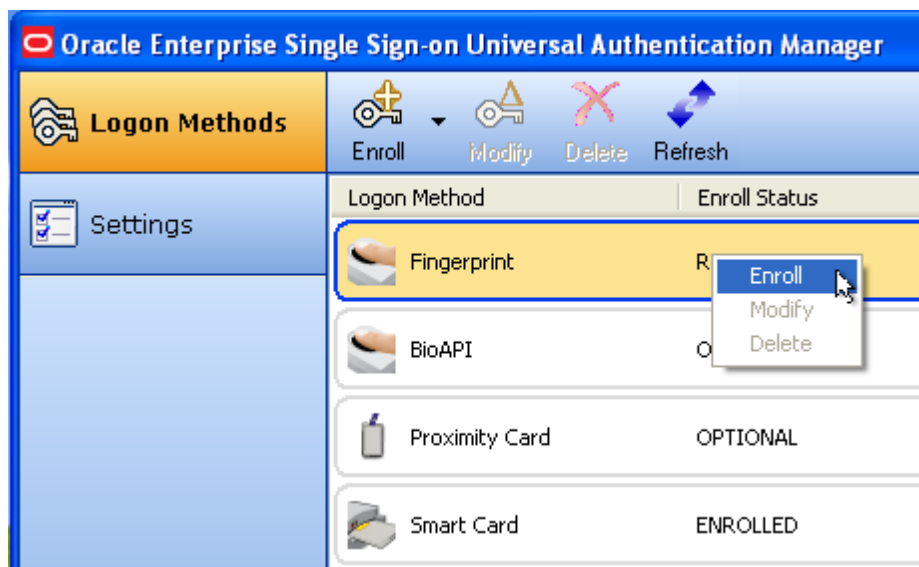 Oracle Enterprise Single Sign-on Universal Authentication Manager
Logon Methods
Enroll Modify Delete Refresh
Settings
Logon Method Enroll Status
Fingerprint R
Enroll
Modify
Delete
BioAPI O
Proximity Card OPTIONAL
Smart Card ENROLLED